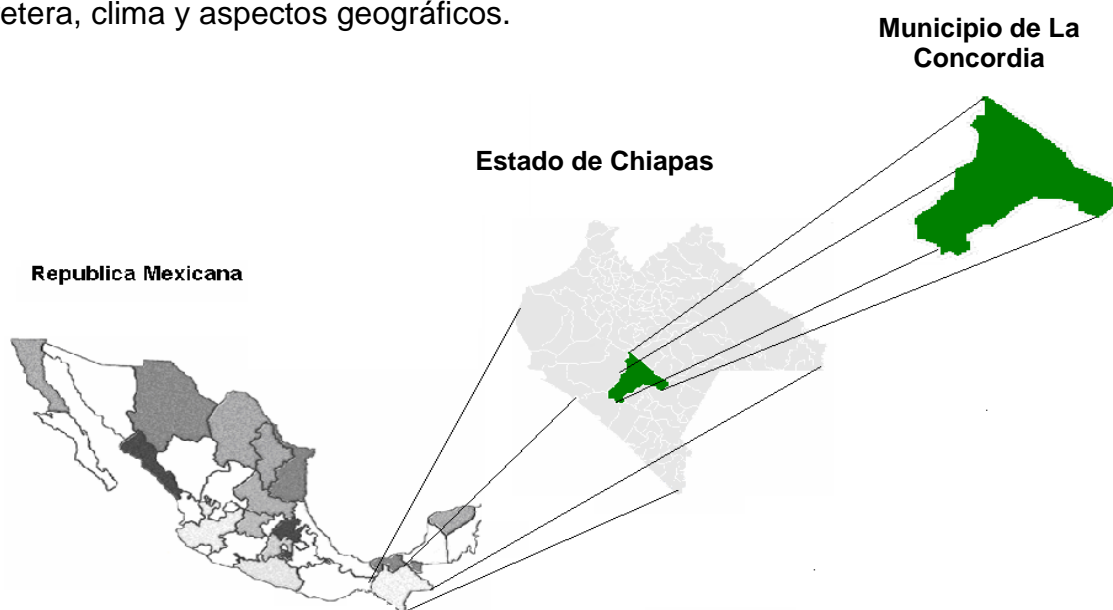 etera, clima y aspectos geográficos.
Municipio de La
Concordia
Estado de Chiapas
Republica Mexicana